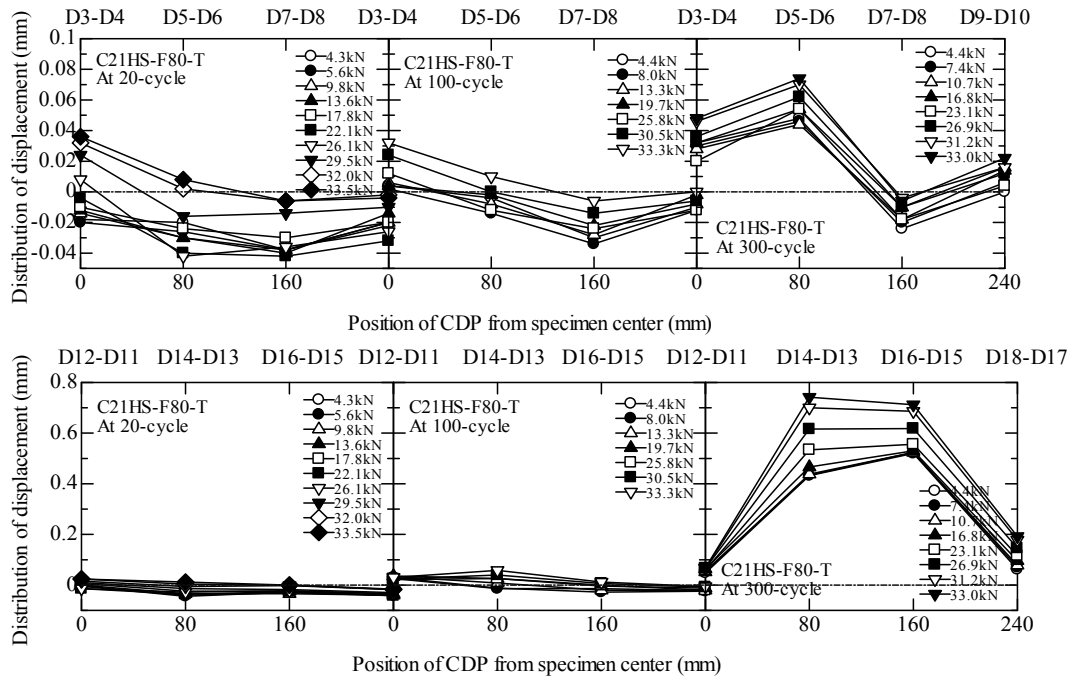 D3-D4 D5-D6 D7-D8 D3-D4 D5-D6 D7-D8 D3-D4 D5-D6 D7-D8 D9-D10
Distribution of displacement (mm)
0.1
0.08
0.06
0.04
0.02
0
-0.02
-0.04
C21HS-F80-T
At 20-cycle
4.3kN
5.6kN
9.8kN
13.6kN
17.8kN
22.1kN
26.1kN
29.5kN
32.0kN
33.5kN
C21HS-F80-T
At 100-cycle
4.4kN
8.0kN
13.3kN
19.7kN
25.8kN
30.5kN
33.3kN
4.4kN
7.4kN
10.7kN
16.8kN
23.1kN
26.9kN
31.2kN
33.0kN
C21HS-F80-T
At 300-cycle
0 80 160 0 80 160 0 80 160 240
Position of CDP from specimen center (mm)
D12-D11 D14-D13 D16-D15 D12-D11 D14-D13 D16-D15 D12-D11 D14-D13 D16-D15 D18-D17
Distribution of displacement (mm)
0.8
0.6
0.4
0.2
0
C21HS-F80-T
At 20-cycle
4.3kN
5.6kN
9.8kN
13.6kN
17.8kN
22.1kN
26.1kN
29.5kN
32.0kN
33.5kN
C21HS-F80-T
At 100-cycle
4.4kN
8.0kN
13.3kN
19.7kN
25.8kN
30.5kN
33.3kN
4.4kN
7.4kN
10.7kN
16.8kN
23.1kN
26.9kN
31.2kN
33.0kN
C21HS-F80-T
At 300-cycle
0 80 160 0 80 160 0 80 160 240
Position of CDP from specimen center (mm)